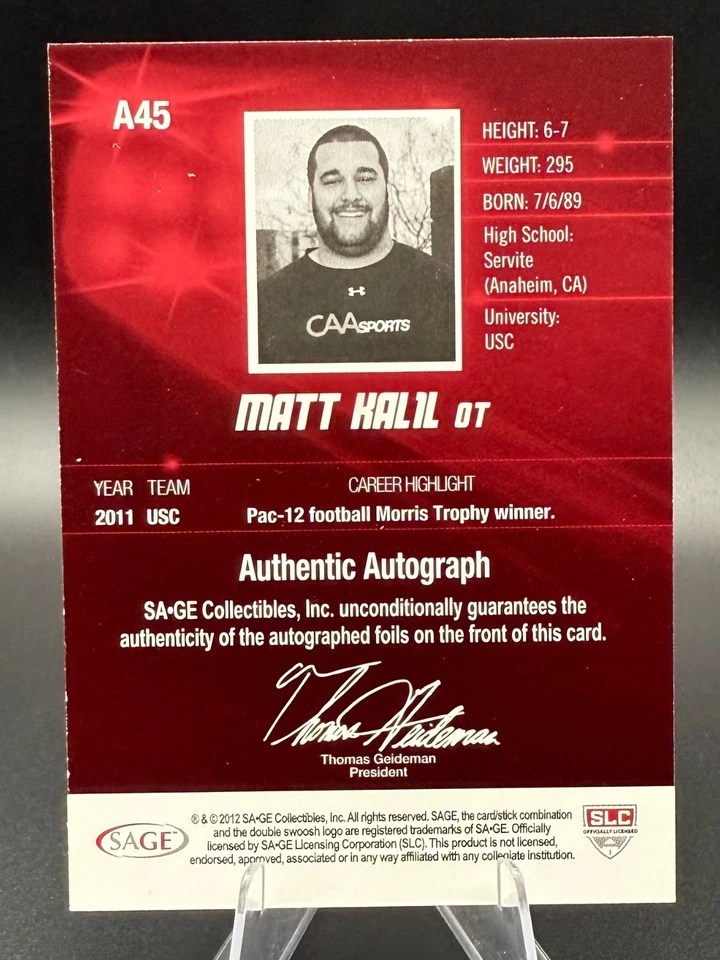 A45
HEIGHT: 6-7
WEIGHT: 295
BORN: 7/6/89
High School:
Servite
(Anaheim, CA)
University:
USC
CAA SPORTS
MATT KALIL OT
YEAR TEAM CAREER HIGHLIGHT
2011 USC Pac-12 football Morris Trophy winner.
Authentic Autograph
SA•GE Collectibles, Inc. unconditionally guarantees the
authenticity of the autographed foils on the front of this card.
Thomas Geideman
Thomas Geideman
President
SAGE™
® & © 2012 SA•GE Collectibles, Inc. All rights reserved. SAGE, the card/stick combination
and the double swoosh logo are registered trademarks of SA•GE. Officially
licensed by SA•GE Licensing Corporation (SLC). This product is not licensed,
endorsed, approved, associated or in any way affiliated with any collegiate institution.
SLC
OFFICIALLY LICENSED